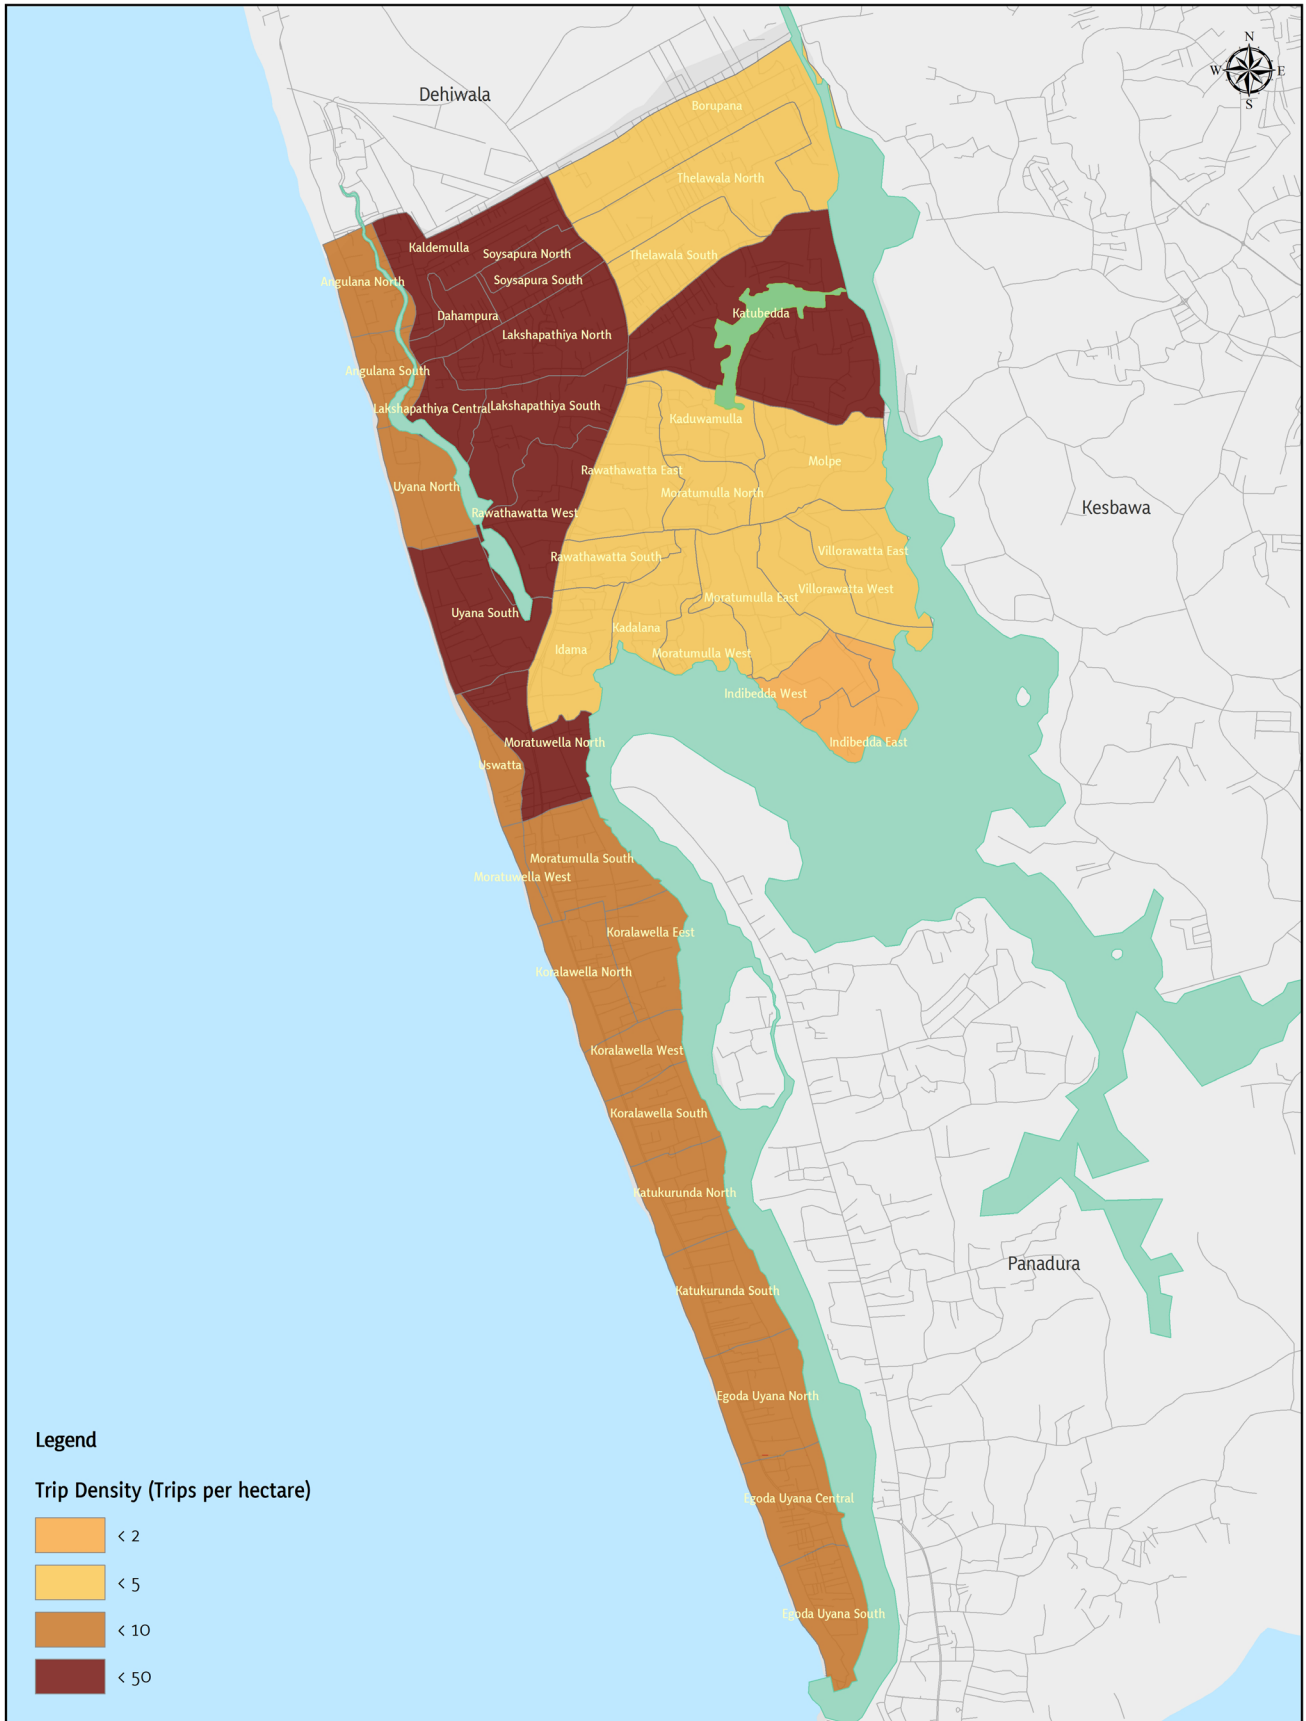 N
W E
S
Dehiwala
Borupana
Thelawala North
Kaldemulla
Soysapura North
Thelawala South
Angulana North
Soysapura South
Dahampura
Katubedda
Lakshapathiya North
Angulana South
Lakshapathiya Central
Lakshapathiya South
Kaduwamulla
Molpe
Rawathawatta East
Uyana North
Moratumulla North
Kesbawa
Rawathawatta West
Villorawatta East
Rawathawatta South
Villorawatta West
Moratumulla East
Uyana South
Kadalana
Idama
Moratumulla West
Indibedda West
Moratuwella North
Indibedda East
Uswatta
Moratumulla South
Moratuwella West
Koralawella Eest
Koralawella North
Koralawella West
Koralawella South
Katukurunda North
Panadura
Katukurunda South
Egoda Uyana North
Egoda Uyana Central
Egoda Uyana South
Legend
Trip Density (Trips per hectare)
< 2
< 5
< 10
< 50